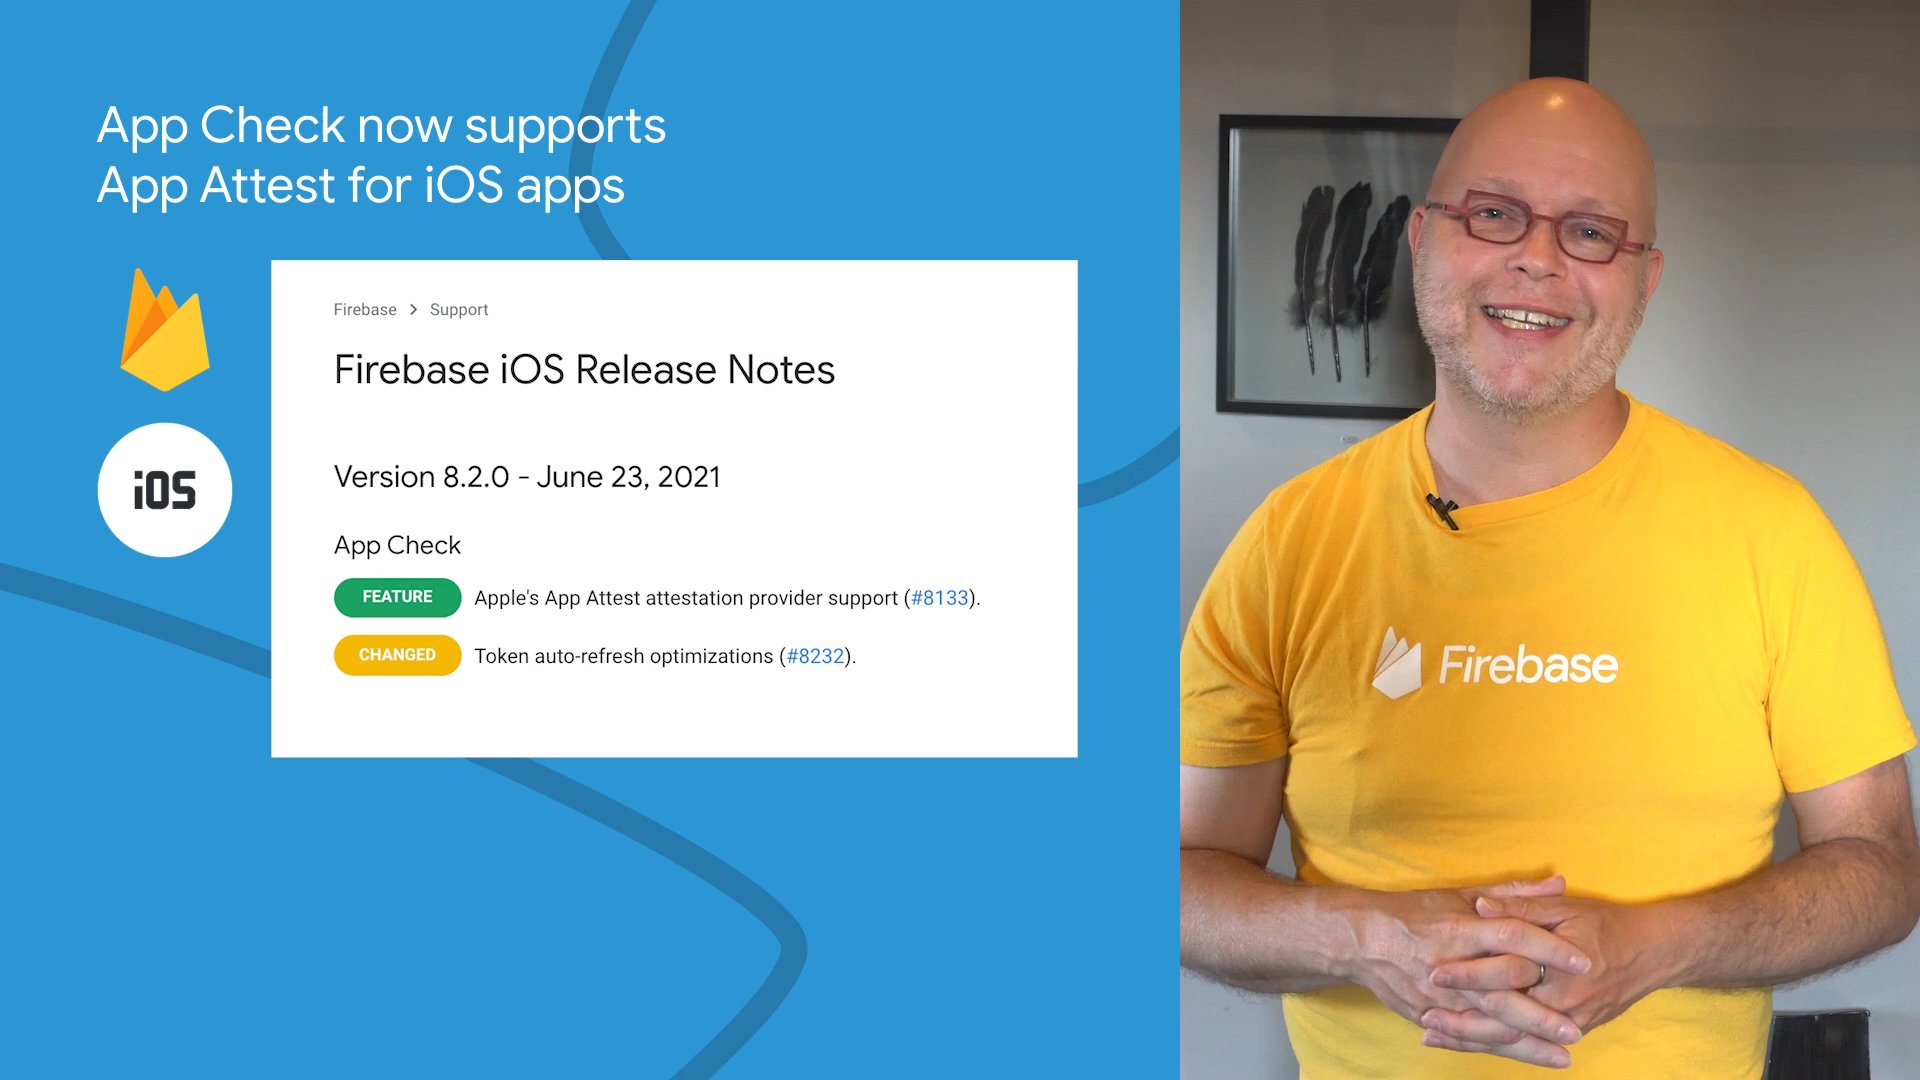 App Check now supports
App Attest for iOS apps
iOS
Firebase > Support
Firebase iOS Release Notes
Version 8.2.0 - June 23, 2021
App Check
FEATURE Apple's App Attest attestation provider support (#8133).
CHANGED Token auto-refresh optimizations (#8232).
Firebase